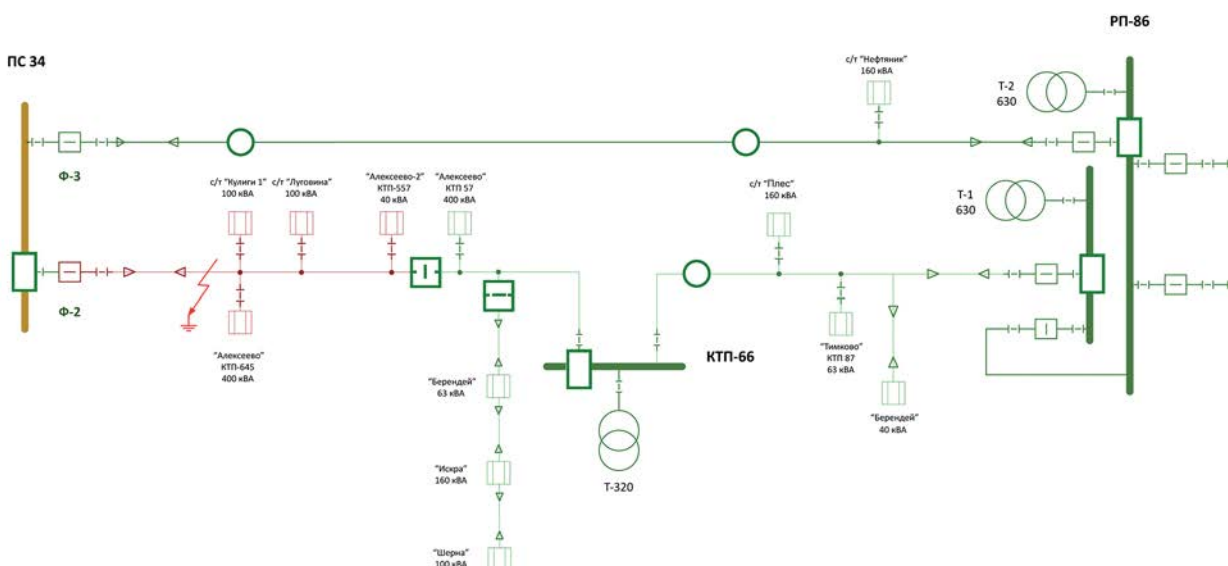 РП-86
ПС 34
с/т "Нефтяник"
160 кВА
Т-2
630
Ф-3
с/т "Кулиги 1"
100 кВА
с/т "Луговина"
100 кВА
"Алексеево-2"
КТП-557
40 кВА
"Алексеево"
КТП 57
400 кВА
с/т "Плес"
160 кВА
Т-1
630
Ф-2
"Алексеево"
КТП-645
400 кВА
КТП-66
"Тимково"
КТП 87
63 кВА
"Берендей"
63 кВА
"Берендей"
40 кВА
"Искра"
160 кВА
Т-320
"Шерна"
100 кВА